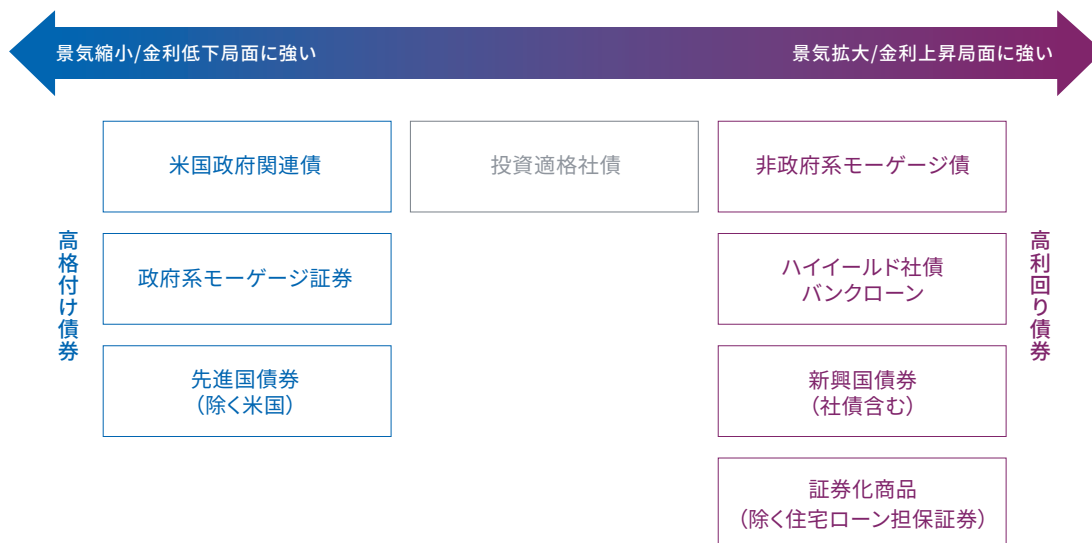 景気縮小/金利低下局面に強い
景気拡大/金利上昇局面に強い
高格付け債券
米国政府関連債
政府系モーゲージ証券
先進国債券
（除く米国）
投資適格社債
非政府系モーゲージ債
ハイイールド社債
バンクローン
新興国債券
（社債含む）
証券化商品
（除く住宅ローン担保証券）
高利回り債券